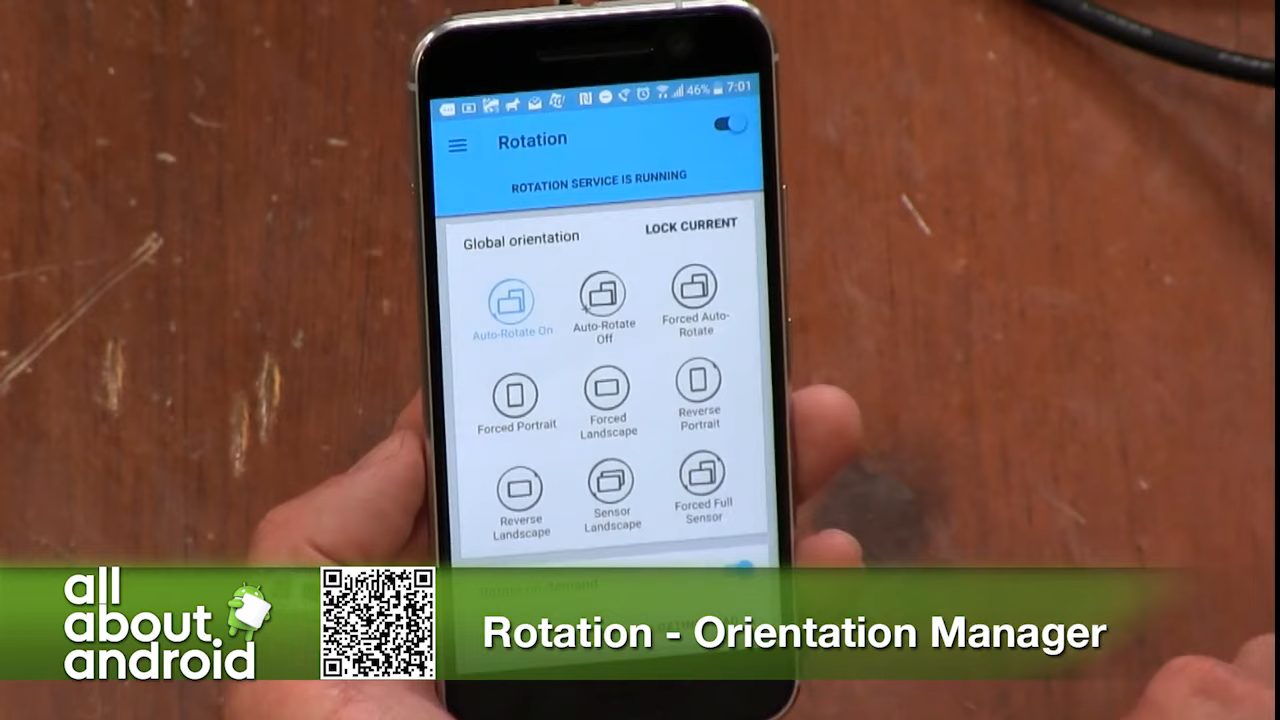 46% 7:01
Rotation
ROTATION SERVICE IS RUNNING
Global orientation
LOCK CURRENT
Auto-Rotate On
Auto-Rotate
Off
Forced Auto-
Rotate
Forced Portrait
Forced
Landscape
Reverse
Portrait
Reverse
Landscape
Sensor
Landscape
Forced Full
Sensor
all
about
android
Rotation - Orientation Manager